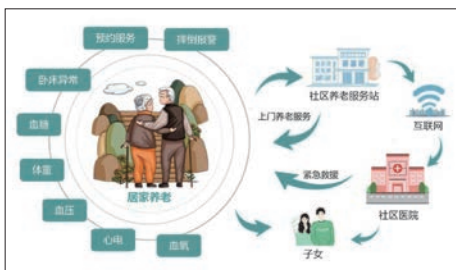 预约服务
摔倒报警
卧床异常
血糖
体重
血压
心电
血氧
居家养老
社区养老服务站
上门养老服务
互联网
紧急救援
社区医院
子女